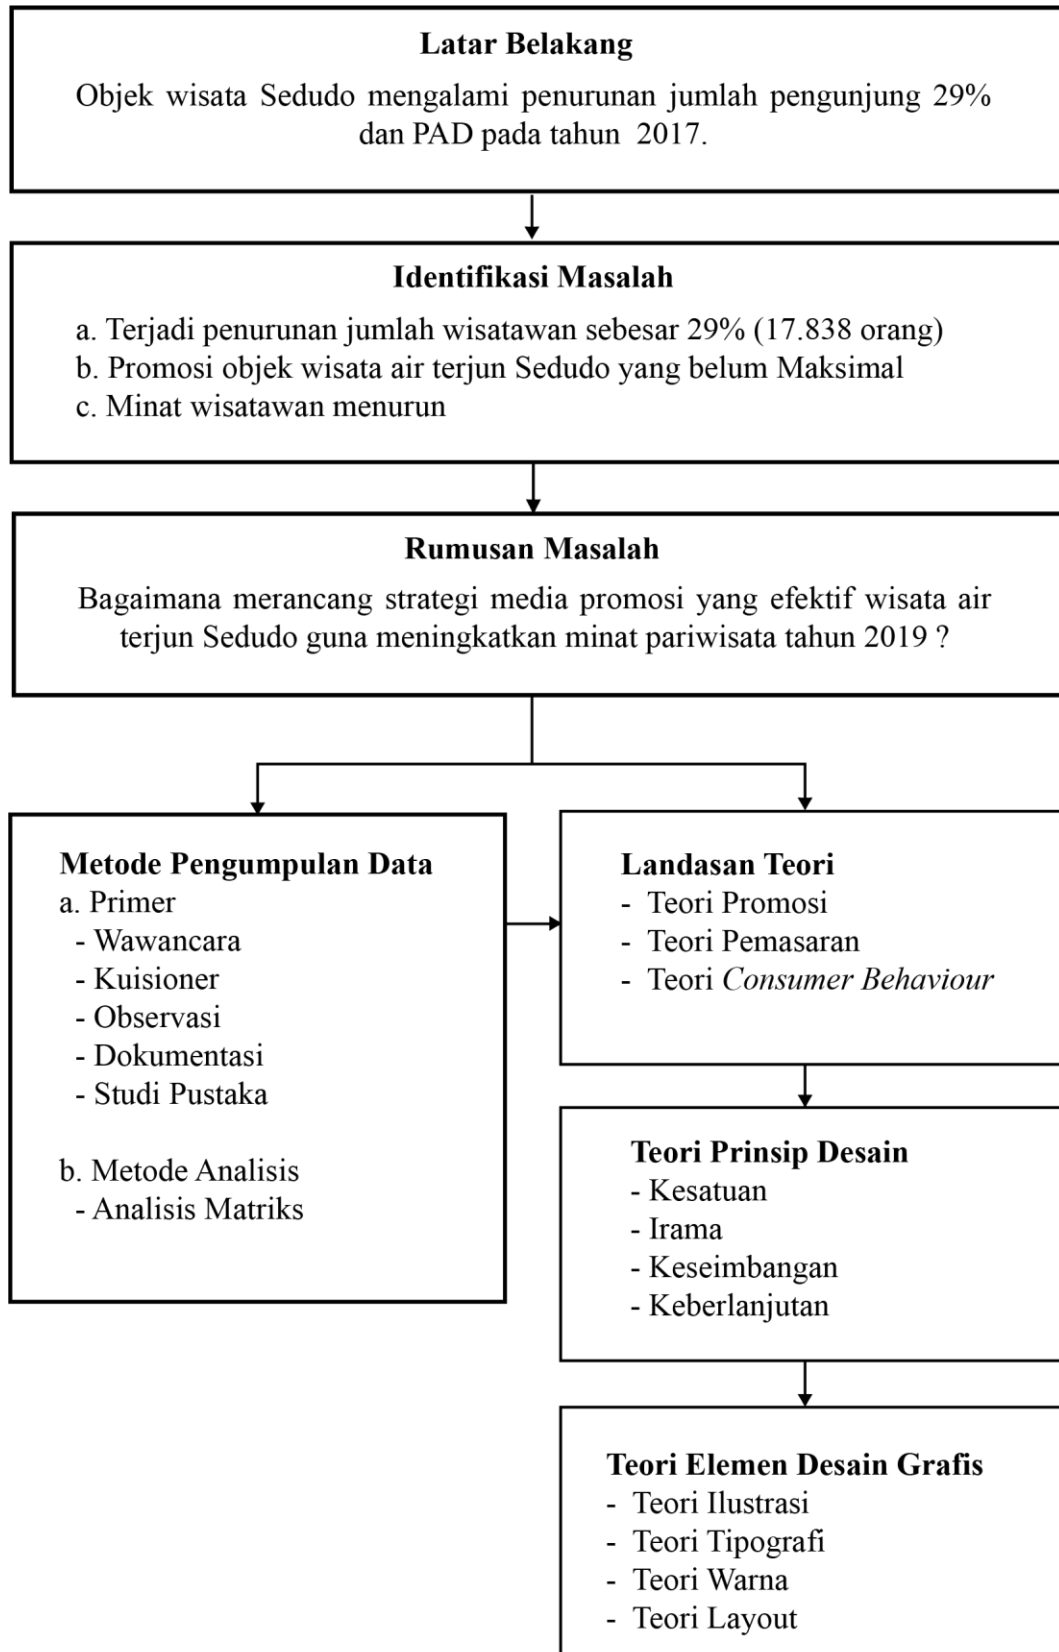 Latar Belakang
Objek wisata Sedudo mengalami penurunan jumlah pengunjung 29%
dan PAD pada tahun 2017.
Identifikasi Masalah
a. Terjadi penurunan jumlah wisatawan sebesar 29% (17.838 orang)
b. Promosi objek wisata air terjun Sedudo yang belum Maksimal
c. Minat wisatawan menurun
Rumusan Masalah
Bagaimana merancang strategi media promosi yang efektif wisata air
terjun Sedudo guna meningkatkan minat pariwisata tahun 2019 ?
Metode Pengumpulan Data
a. Primer
- Wawancara
- Kuisioner
- Observasi
- Dokumentasi
- Studi Pustaka
b. Metode Analisis
- Analisis Matriks
Landasan Teori
- Teori Promosi
- Teori Pemasaran
- Teori Consumer Behaviour
Teori Prinsip Desain
- Kesatuan
- Irama
- Keseimbangan
- Keberlanjutan
Teori Elemen Desain Grafis
- Teori Ilustrasi
- Teori Tipografi
- Teori Warna
- Teori Layout